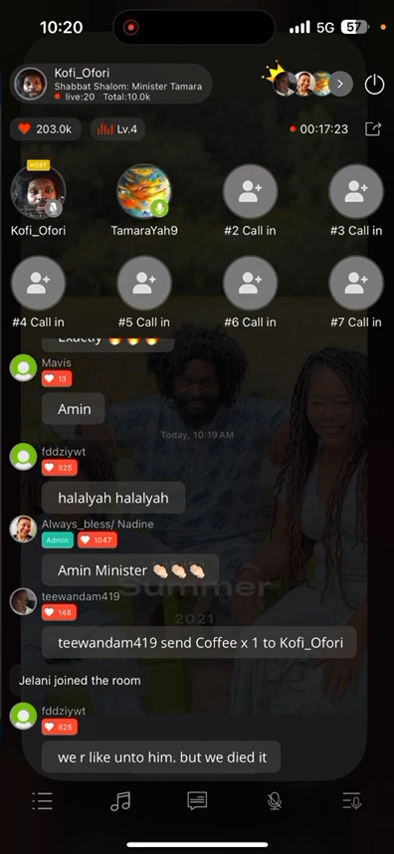 10:20
5G 57
Kofi_Ofori
Shabbat Shalom: Minister Tamara
live:20 Total:10.0k
203.0k
Lv.4
00:17:23
HOST
Kofi_Ofori
TamaraYah9
#2 Call in
#3 Call in
#4 Call in
#5 Call in
#6 Call in
#7 Call in
Exactly 🔥🔥🔥
Mavis
13
Amin
Today, 10:19 AM
fddziywt
825
halalyah halalyah
Always_bless/ Nadine
Admin 1047
Amin Minister 👏🏻👏🏻👏🏻
Summer
2021
teewandam419
148
teewandam419 send Coffee x 1 to Kofi_Ofori
Jelani joined the room
fddziywt
825
we r like unto him. but we died it